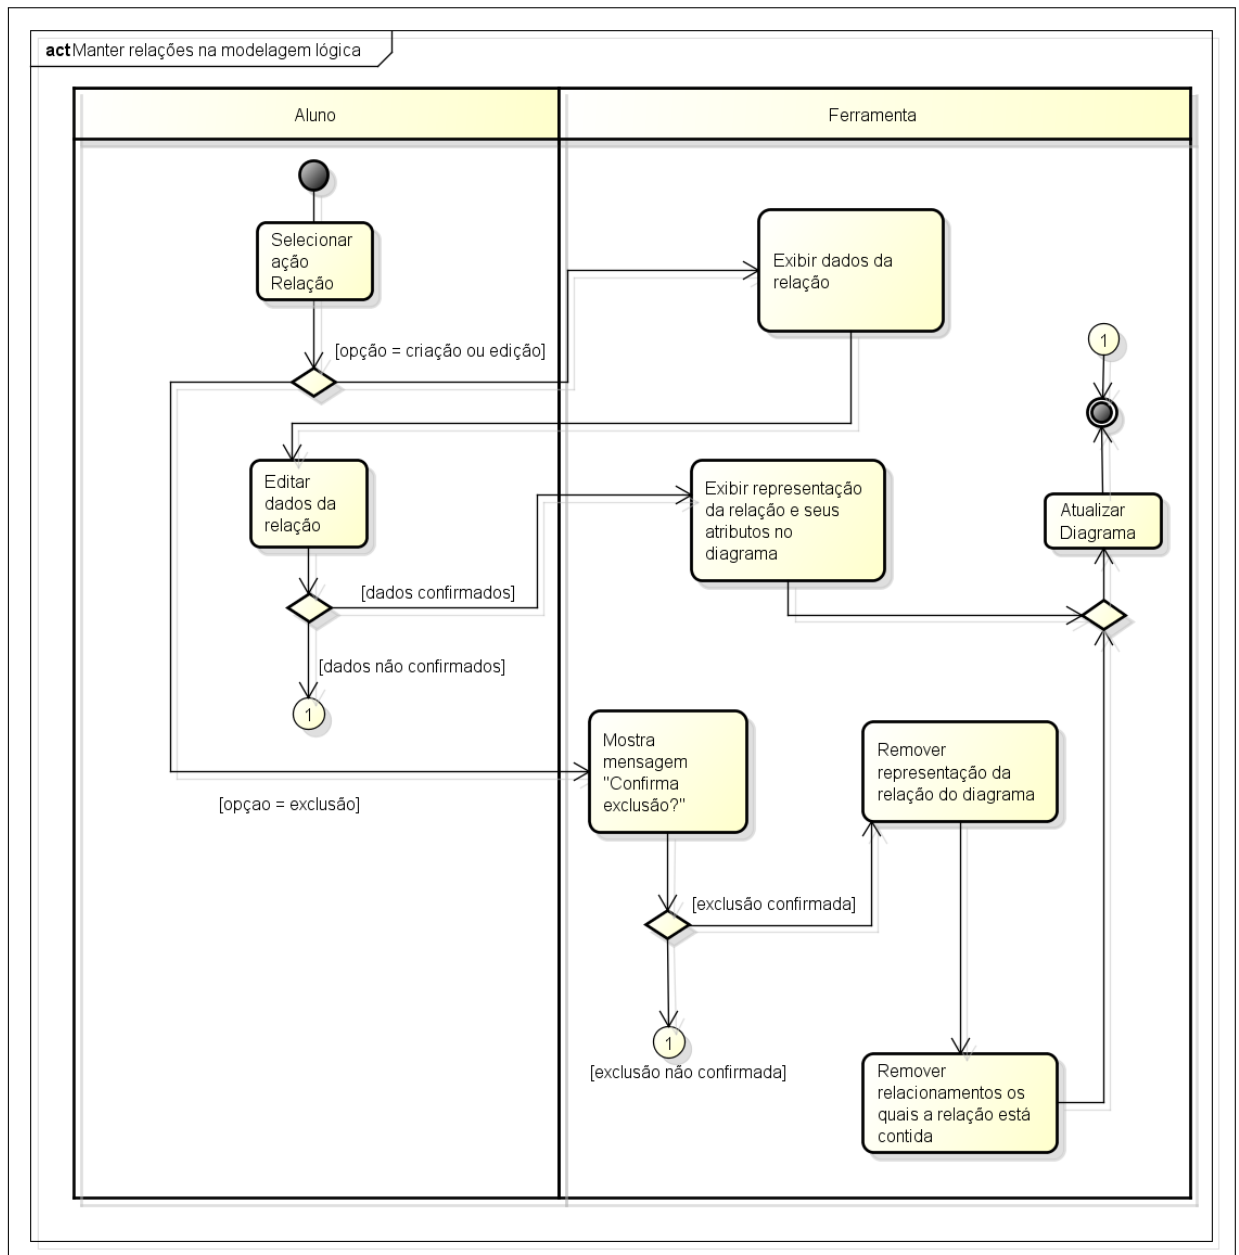 act Manter relações na modelagem lógica
Aluno
Ferramenta
Selecionar
ação
Relação
Exibir dados da
relação
[opção = criação ou edição]
1
Editar
dados da
relação
Exibir representação
da relação e seus
atributos no
diagrama
Atualizar
Diagrama
[dados confirmados]
[dados não confirmados]
1
Mostra
mensagem
"Confirma
exclusão?"
Remover
representação da
relação do diagrama
[opçao = exclusão]
[exclusão confirmada]
1
[exclusão não confirmada]
Remover
relacionamentos os
quais a relação está
contida